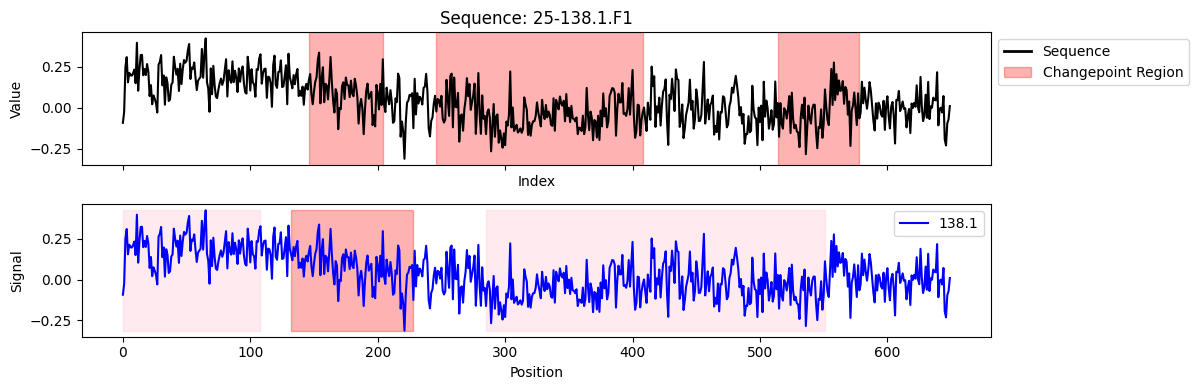 Sequence: 25-138.1.F1
Value
0.25
0.00
−0.25
Index
Sequence
Changepoint Region
Signal
0.25
0.00
−0.25
138.1
0 100 200 300 400 500 600
Position